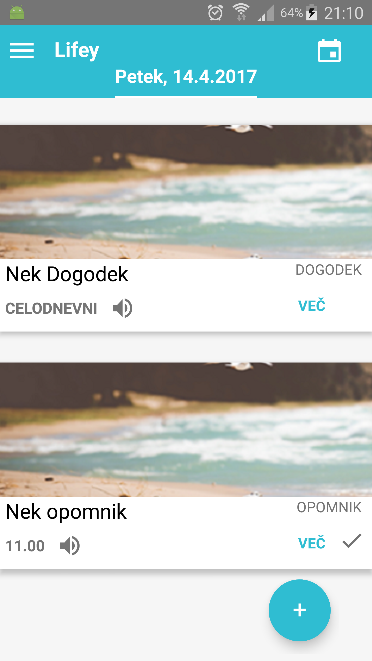 64% 21:10
Lifey
Petek, 14.4.2017
Nek Dogodek
DOGODEK
CELODNEVNI
VEČ
Nek opomnik
OPOMNIK
11.00
VEČ
+